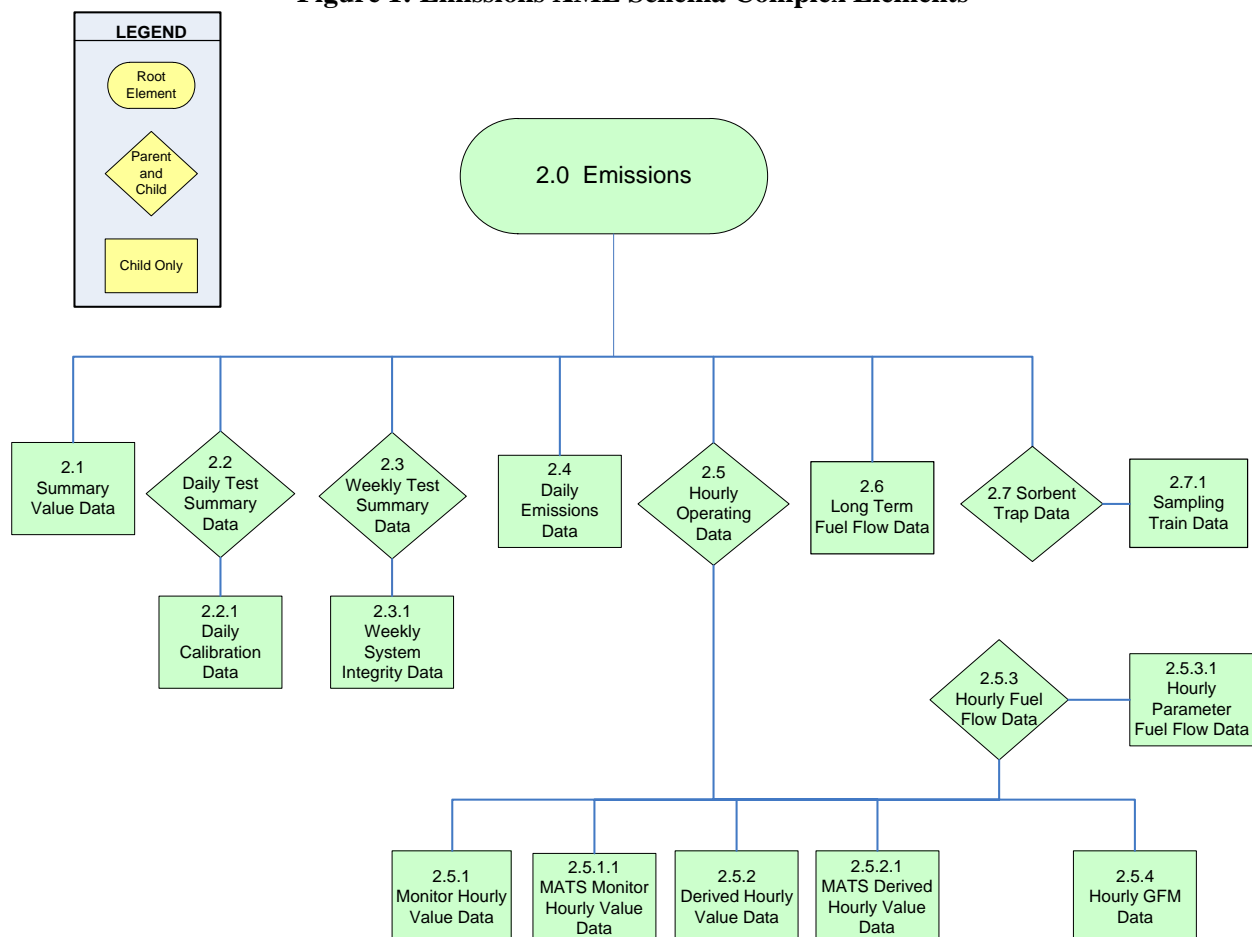 Figure 1: Emissions XML Schema Complex Elements
LEGEND
Root
Element
Parent
and
Child
Child Only
2.0 Emissions
2.1
Summary
Value Data
2.2
Daily Test
Summary
Data
2.3
Weekly Test
Summary
Data
2.4
Daily
Emissions
Data
2.5
Hourly
Operating
Data
2.6
Long Term
Fuel Flow Data
2.7 Sorbent
Trap Data
2.7.1
Sampling
Train Data
2.2.1
Daily
Calibration
Data
2.3.1
Weekly
System
Integrity Data
2.5.3
Hourly Fuel
Flow Data
2.5.3.1
Hourly
Parameter
Fuel Flow Data
2.5.1
Monitor Hourly
Value Data
2.5.1.1
MATS Monitor
Hourly Value
Data
2.5.2
Derived Hourly
Value Data
2.5.2.1
MATS Derived
Hourly Value
Data
2.5.4
Hourly GFM
Data